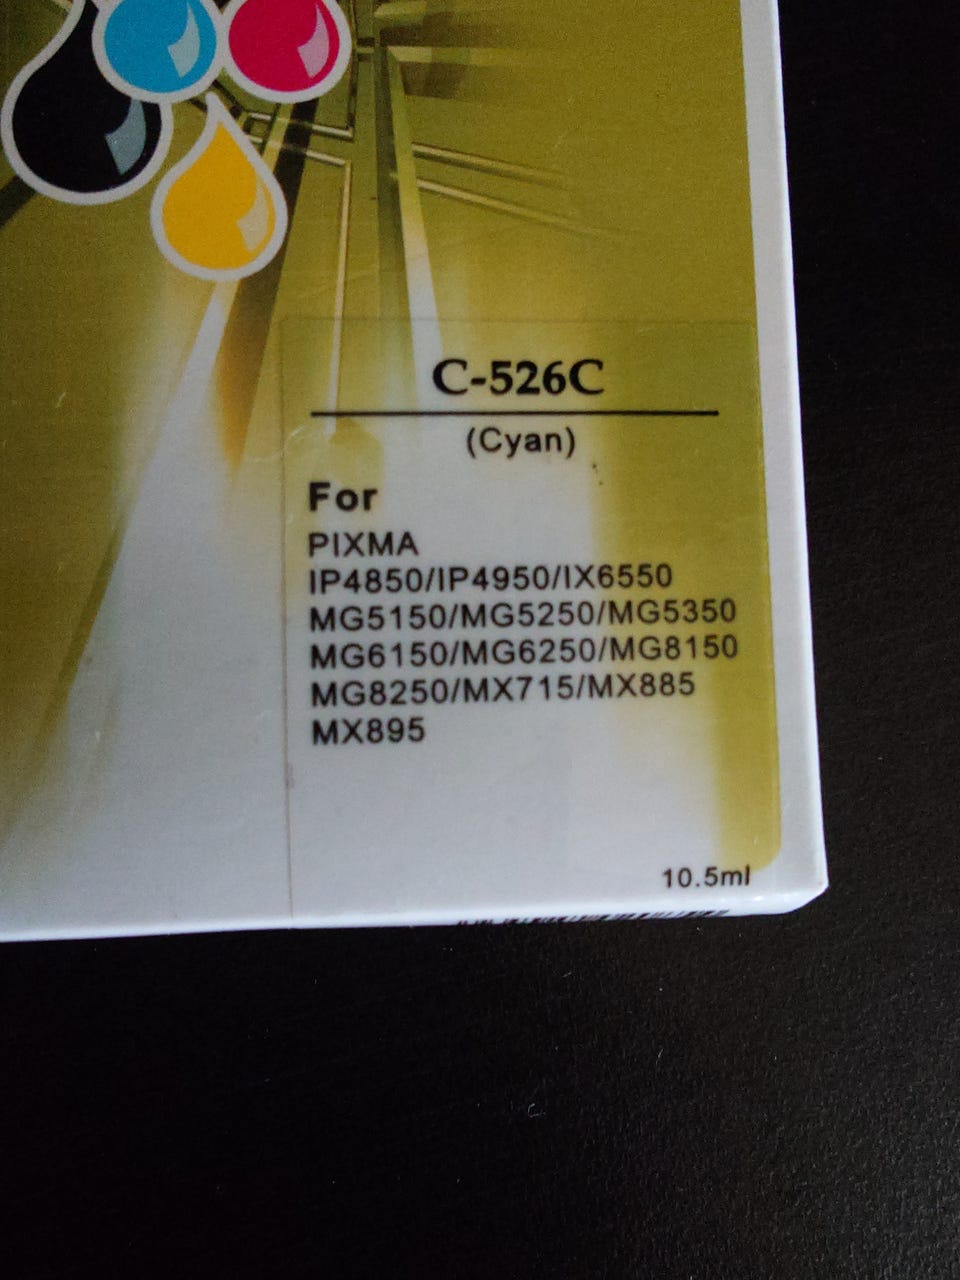 C-526C
(Cyan)
For
PIXMA
IP4850/IP4950/IX6550
MG5150/MG5250/MG5350
MG6150/MG6250/MG8150
MG8250/MX715/MX885
MX895
10.5ml